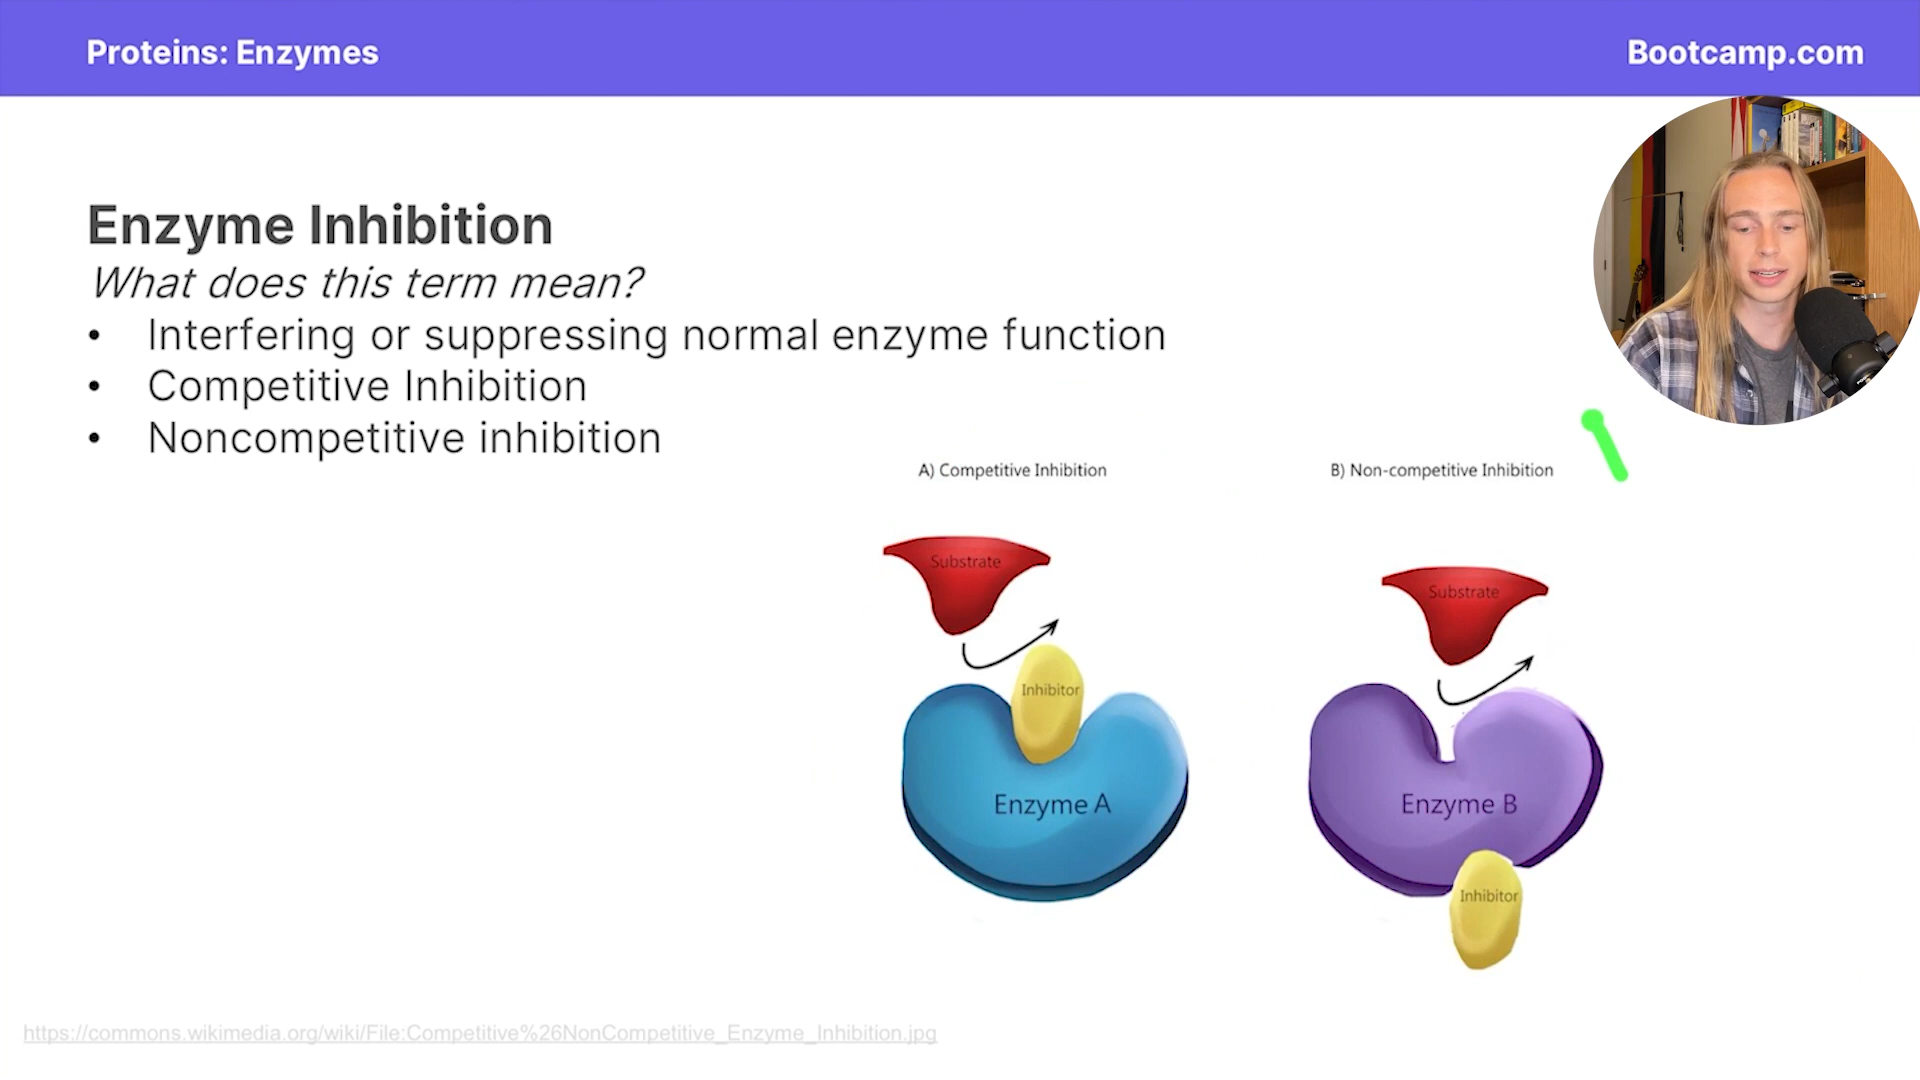 Proteins: Enzymes
Bootcamp.com
Enzyme Inhibition
What does this term mean?
• Interfering or suppressing normal enzyme function
• Competitive Inhibition
• Noncompetitive inhibition
A) Competitive Inhibition
B) Non-competitive Inhibition
Substrate
Substrate
Inhibitor
Enzyme A
Enzyme B
Inhibitor
https://commons.wikimedia.org/wiki/File:Competitive%26NonCompetitive_Enzyme_Inhibition.jpg